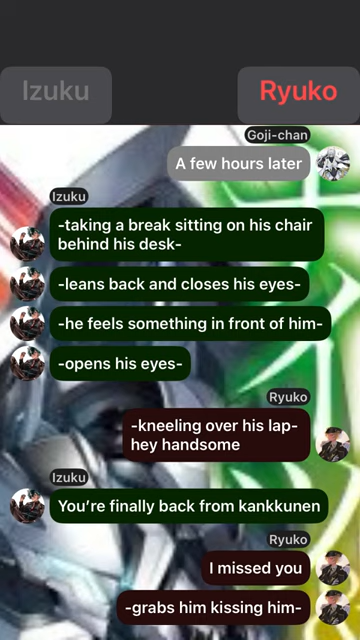 Izuku
Ryuko
Goji-chan
A few hours later
Izuku
-taking a break sitting on his chair
behind his desk-
-leans back and closes his eyes-
-he feels something in front of him-
-opens his eyes-
Ryuko
-kneeling over his lap-
hey handsome
Izuku
You’re finally back from kankkunen
Ryuko
I missed you
-grabs him kissing him-